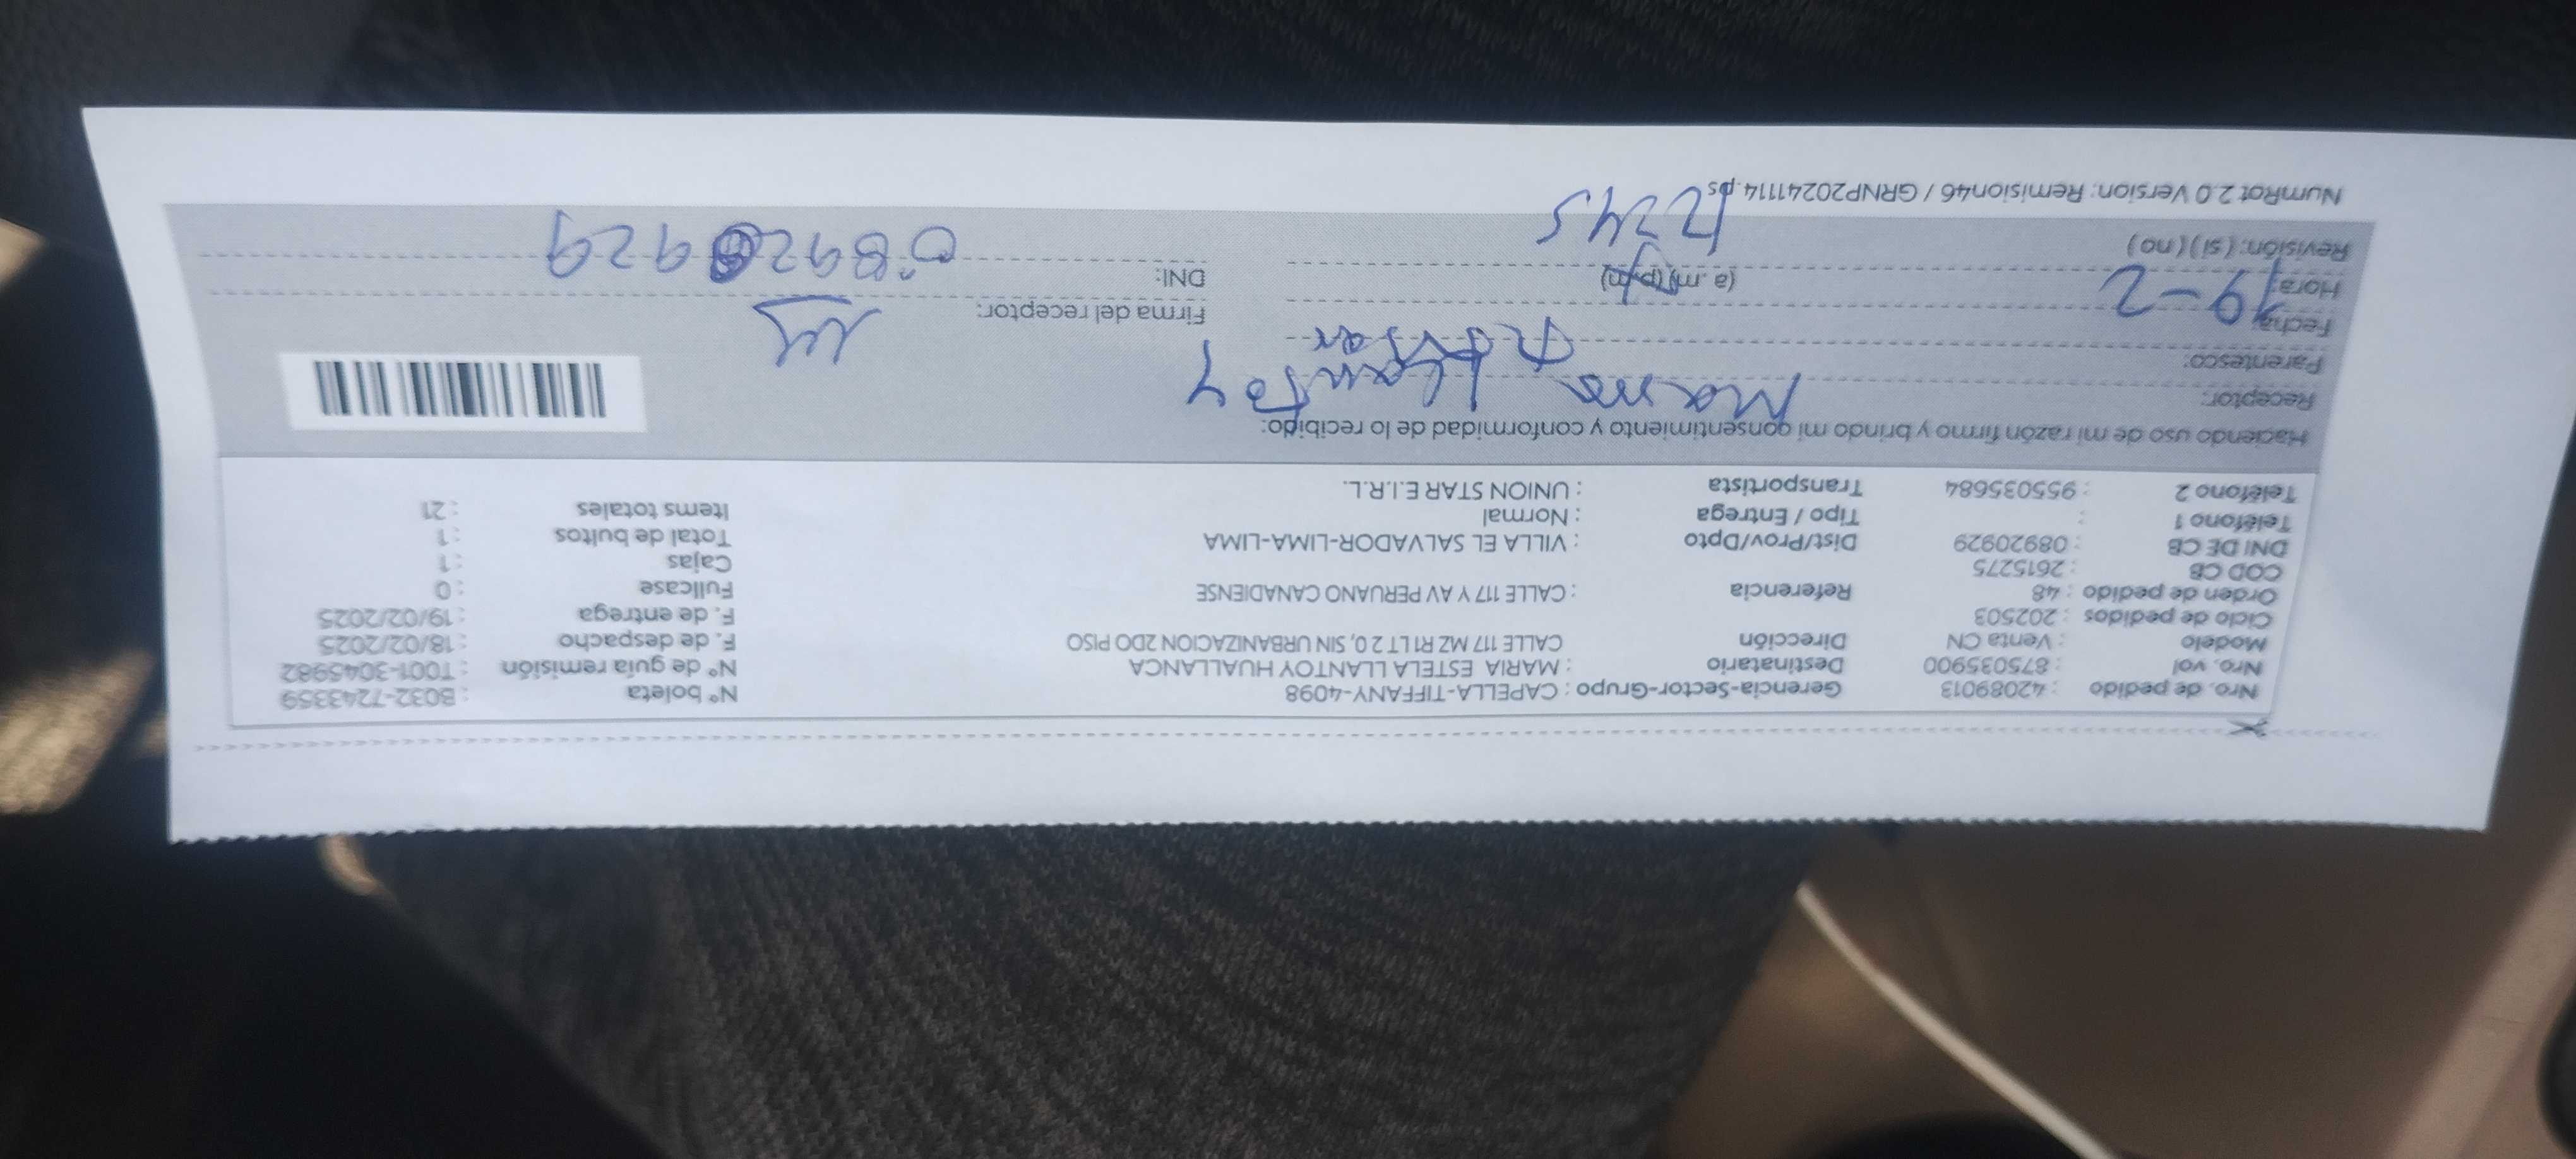 Nro. de pedido : 42089013 Gerencia-Sector-Grupo : CAPELLA-TIFFANY-4098 N° boleta : B032-7243359
Nro. vol : 875035900 Destinatario : MARIA ESTELA LLANTOY HUALLANCA N° de guía remisión : T001-3045982
Modelo : Venta CN Dirección CALLE 117 MZ R1 LT 2 0, SIN URBANIZACION 2DO PISO F. de despacho : 18/02/2025
Ciclo de pedidos : 202503 F. de entrega : 19/02/2025
Orden de pedido : 48 Referencia : CALLE 117 Y AV PERUANO CANADIENSE Fullcase : 0
COD CB : 2615275 Cajas : 1
DNI DE CB : 08920929 Dist/Prov/Dpto : VILLA EL SALVADOR-LIMA-LIMA Total de bultos : 1
Teléfono 1 : Tipo / Entrega : Normal Items totales : 21
Teléfono 2 : 955035684 Transportista : UNION STAR E.I.R.L.
Haciendo uso de mi razón firmo y brindo mi consentimiento y conformidad de lo recibido:
Receptor: Llantoy
Parentesco:
Fecha: 19-2 Firma del receptor:
Hora: (a.m) (p.m) 1245 DNI: 08920929
Revisión: (si) (no)
NumRot 2.0 Version: Remision46 / GRNP20241114.ps